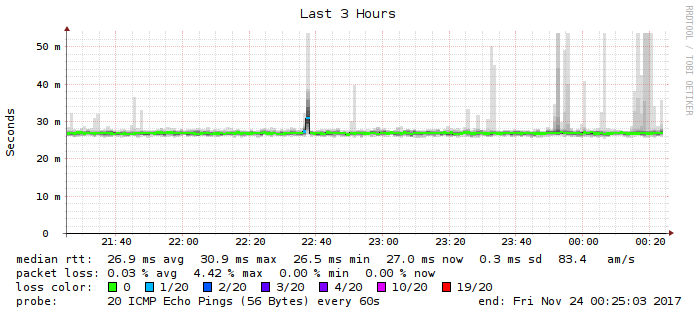 Last 3 Hours
RRDTOOL / TOBI OETIKER
Seconds
50 m
40 m
30 m
20 m
10 m
0
21:40 22:00 22:20 22:40 23:00 23:20 23:40 00:00 00:20
median rtt: 26.9 ms avg 30.9 ms max 26.5 ms min 27.0 ms now 0.3 ms sd 83.4 am/s
packet loss: 0.03 % avg 4.42 % max 0.00 % min 0.00 % now
loss color: 0 1/20 2/20 3/20 4/20 10/20 19/20
probe: 20 ICMP Echo Pings (56 Bytes) every 60s end: Fri Nov 24 00:25:03 2017